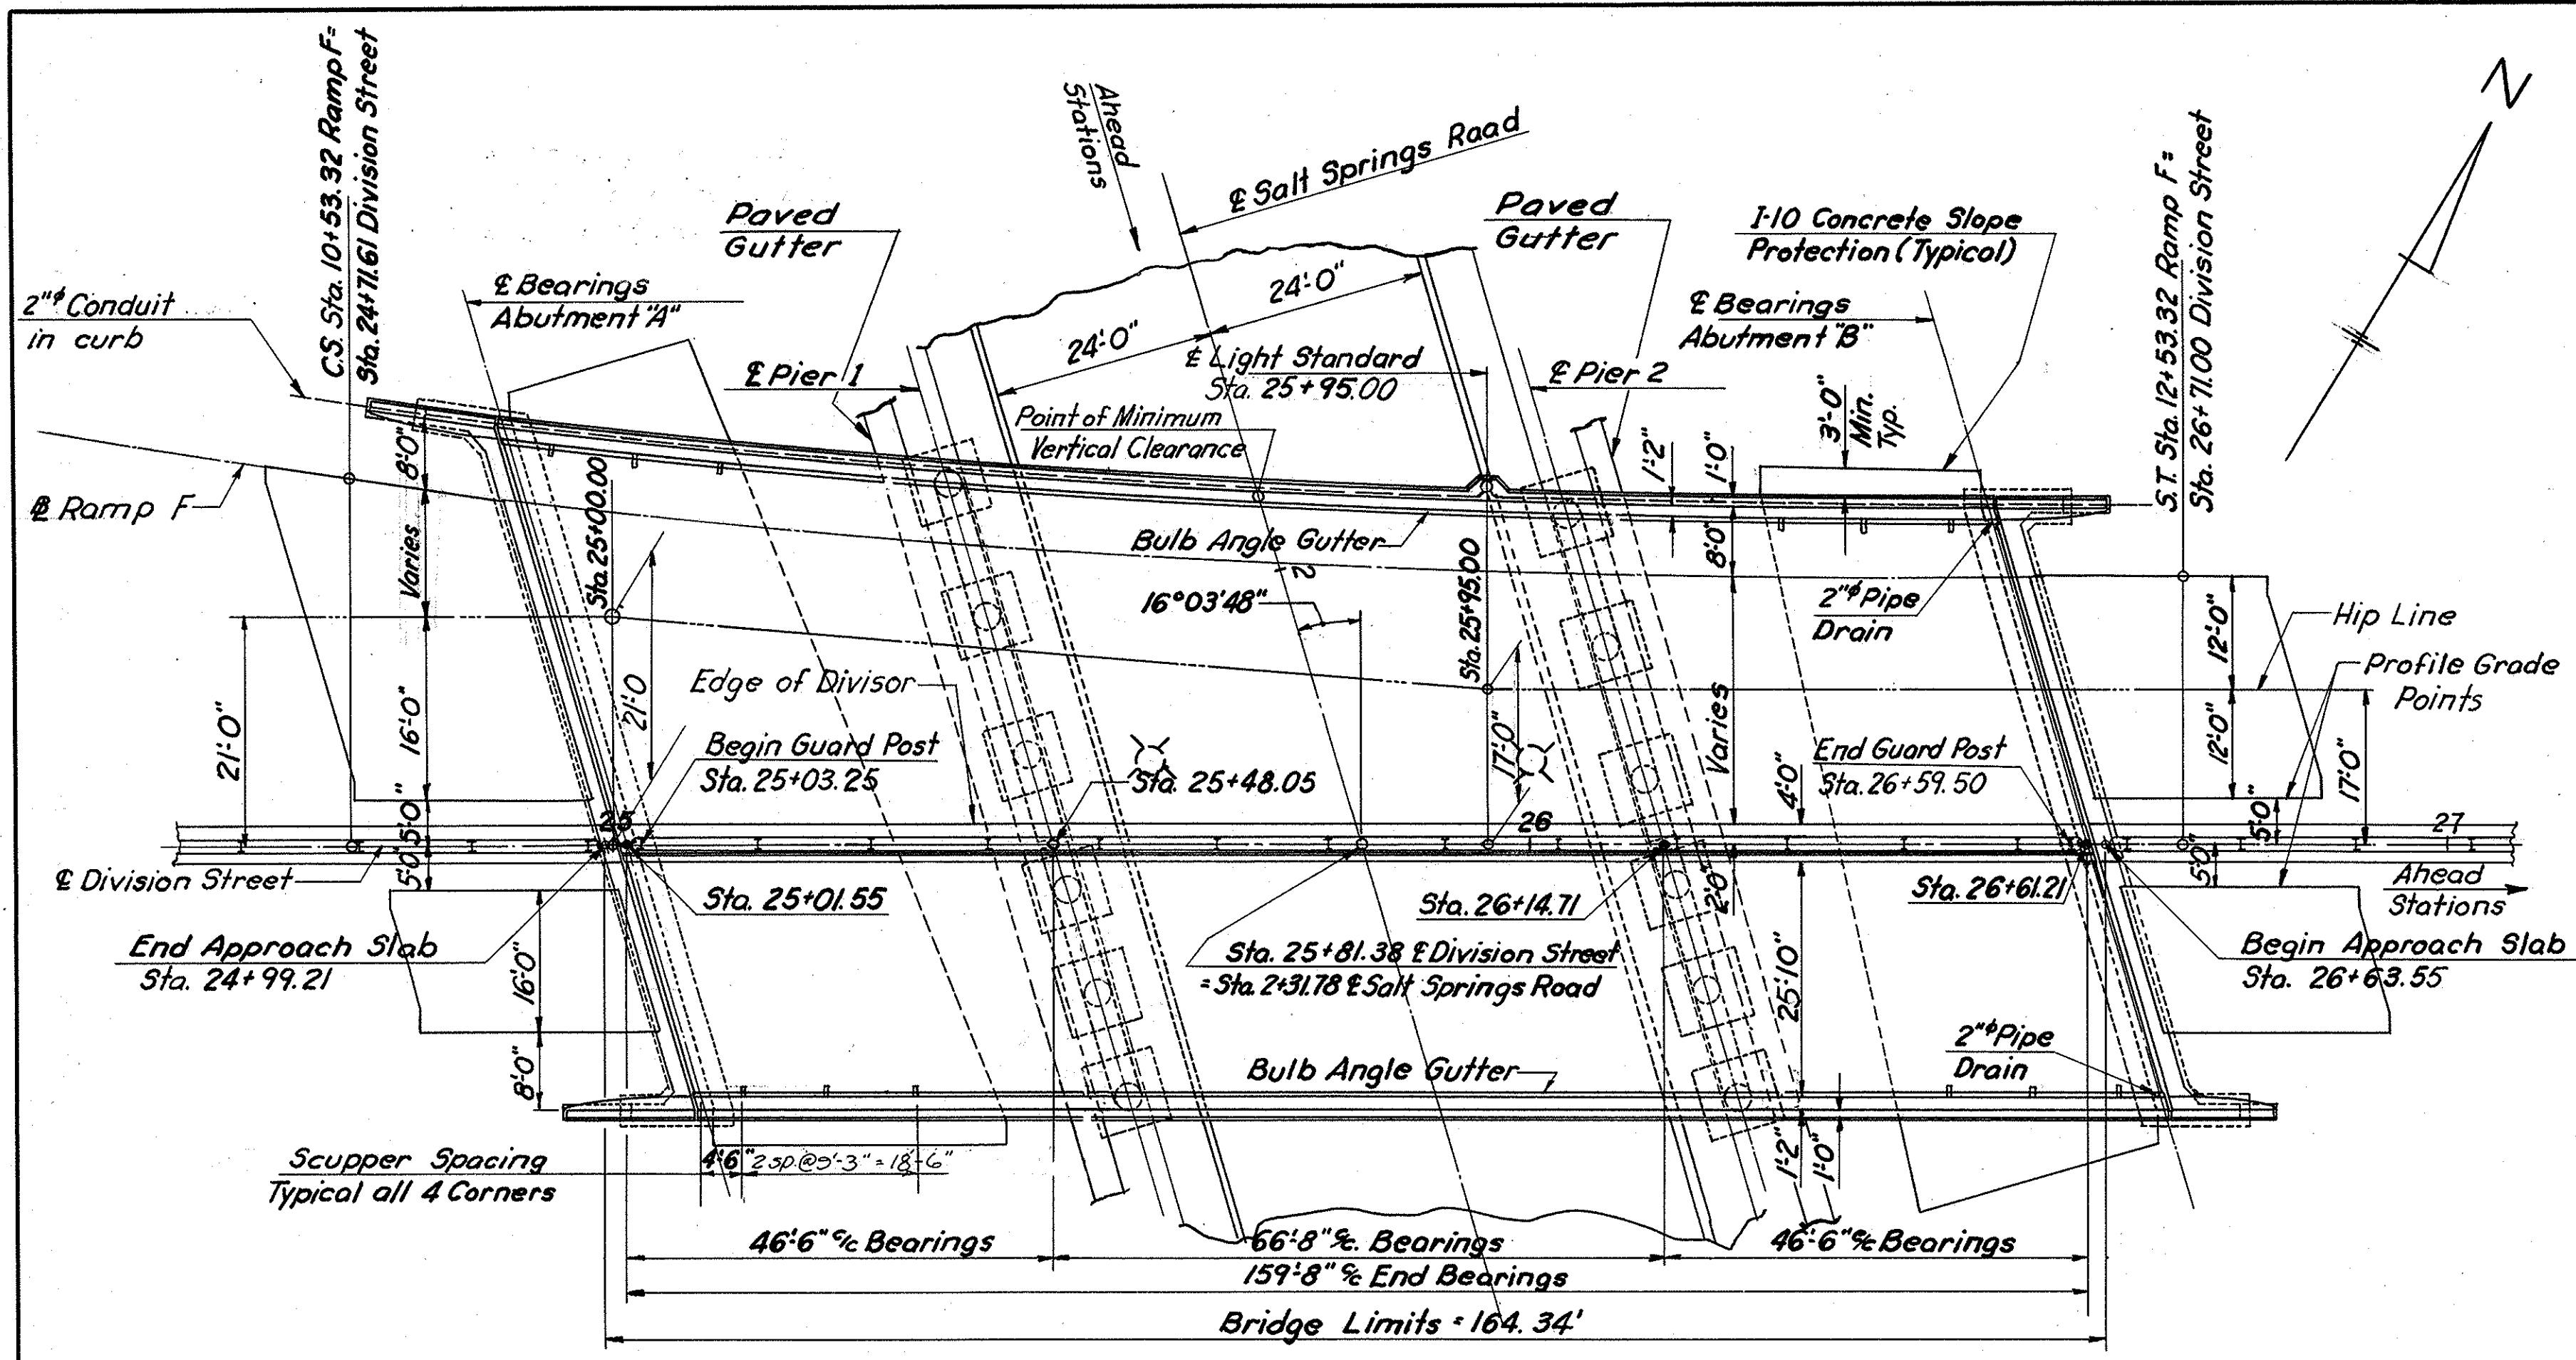 C.S. Sta. 10+53.32 Ramp F=
Sta. 24+71.61 Division Street
Ahead
Stations
℄ Salt Springs Road
N
Paved
Gutter
Paved
Gutter
I-10 Concrete Slope
Protection (Typical)
S.T. Sta. 12+53.32 Ramp F=
Sta. 26+71.00 Division Street
2"ϕ Conduit
in curb
℄ Bearings
Abutment "A"
24'-0"
24'-0"
℄ Bearings
Abutment "B"
℄ Pier 1
℄ Light Standard
Sta. 25+95.00
℄ Pier 2
Point of Minimum
Vertical Clearance
3'-0"
Min.
Typ.
8'-0"
1'-2"
1'-0"
℄ Ramp F
Varies
Sta. 25+00.00
Bulb Angle Gutter
8'-0"
16°03'48"
Sta. 25+95.00
2"ϕ Pipe
Drain
Hip Line
12'-0"
Profile Grade
Points
21'-0"
16'-0"
21'-0
Edge of Divisor
17'-0"
Varies
12'-0"
17'-0"
Begin Guard Post
Sta. 25+03.25
Sta. 25+48.05
4'-0"
End Guard Post
Sta. 26+59.50
5'-0"
5'-0"
25
26
27
5'-0"
5'-0"
℄ Division Street
Sta. 25+01.55
Sta. 26+14.71
2'-0"
Sta. 26+61.21
Ahead
Stations
End Approach Slab
Sta. 24+99.21
16'-0"
Sta. 25+81.38 ℄ Division Street
= Sta. 2+31.78 ℄ Salt Springs Road
25'-10"
Begin Approach Slab
Sta. 26+63.55
8'-0"
Bulb Angle Gutter
2"ϕ Pipe
Drain
Scupper Spacing
Typical all 4 Corners
4'-6"
2 sp.@9'-3" = 18'-6"
1'-2"
1'-0"
46'-6" c/c Bearings
66'-8" c/c. Bearings
46'-6" c/c Bearings
159'-8" c/c End Bearings
Bridge Limits = 164.34'